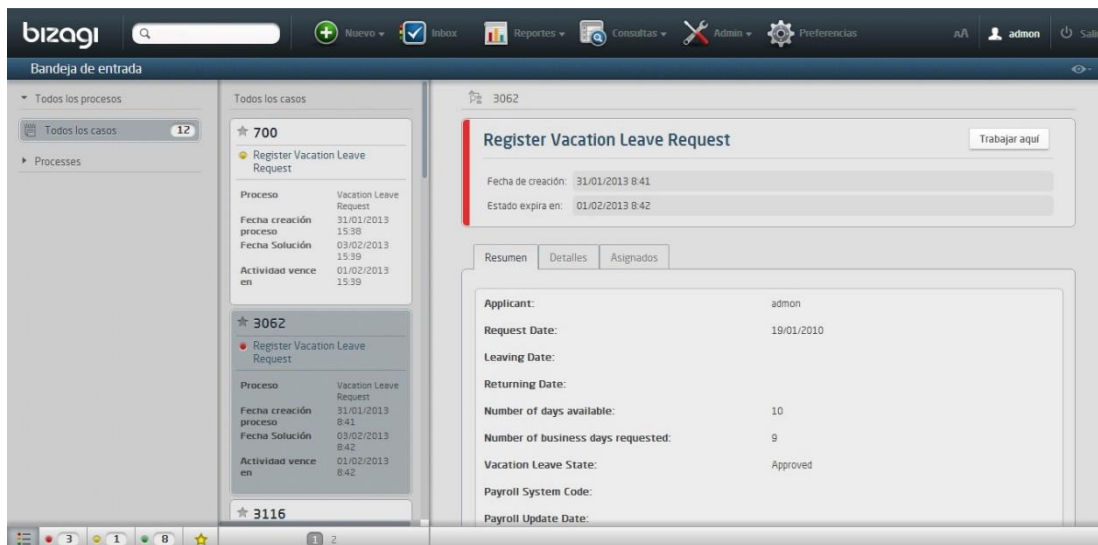 bizagi
Nuevo
Inbox
Reportes
Consultas
Admin
Preferencias
AA
admon
Bandeja de entrada
Todos los procesos
Todos los casos
12
Processes
Todos los casos
700
Register Vacation Leave
Request
Proceso Vacation Leave
Request
Fecha creación 31/01/2013
proceso 15:38
Fecha Solución 03/02/2013
15:39
Actividad vence 01/02/2013
en 15:39
3062
Register Vacation Leave
Request
Proceso Vacation Leave
Request
Fecha creación 31/01/2013
proceso 8:41
Fecha Solución 03/02/2013
8:42
Actividad vence 01/02/2013
en 8:42
3116
3062
Register Vacation Leave Request
Trabajar aquí
Fecha de creación: 31/01/2013 8:41
Estado expira en: 01/02/2013 8:42
Resumen
Detalles
Asignados
Applicant: admon
Request Date: 19/01/2010
Leaving Date:
Returning Date:
Number of days available: 10
Number of business days requested: 9
Vacation Leave State: Approved
Payroll System Code:
Payroll Update Date:
3
1
8
1 2